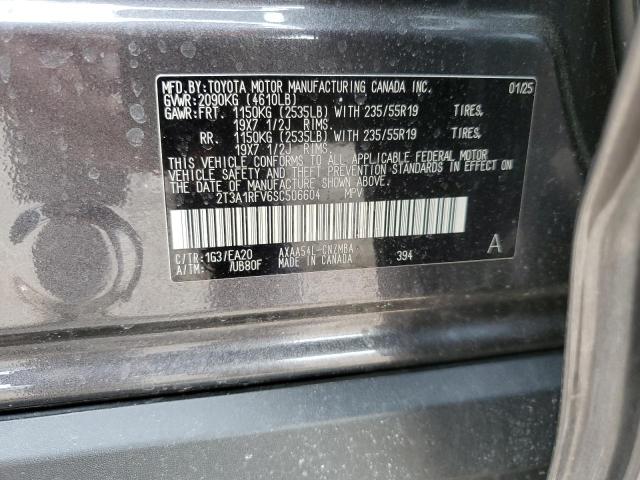 MFD.BY:TOYOTA MOTOR MANUFACTURING CANADA INC. 01/25
GVWR:2090KG (4610LB)
GAWR:FRT. 1150KG (2535LB) WITH 235/55R19 TIRES,
19X7 1/2J RIMS.
RR. 1150KG (2535LB) WITH 235/55R19 TIRES,
19X7 1/2J RIMS
THIS VEHICLE CONFORMS TO ALL APPLICABLE FEDERAL MOTOR
VEHICLE SAFETY AND THEFT PREVENTION STANDARDS IN EFFECT ON
THE DATE OF MANUFACTURE SHOWN ABOVE.
2T3A1RFV6SC506604 MPV
C/TR:1G3/EA20 AXAA54L-CNZMBA 394 A
A/TM: /UB80F MADE IN CANADA